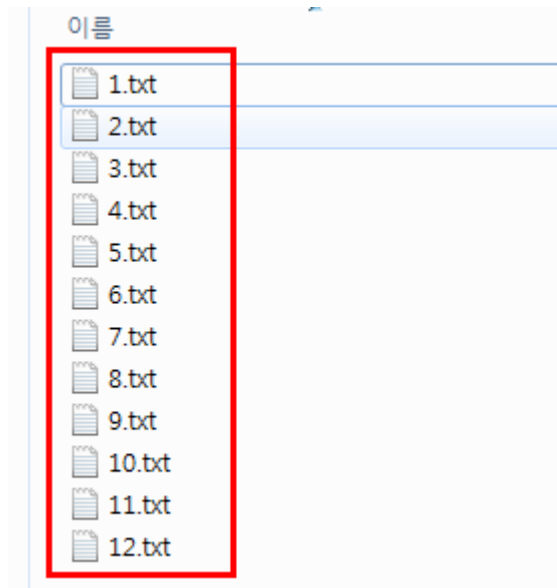 이름
1.txt
2.txt
3.txt
4.txt
5.txt
6.txt
7.txt
8.txt
9.txt
10.txt
11.txt
12.txt